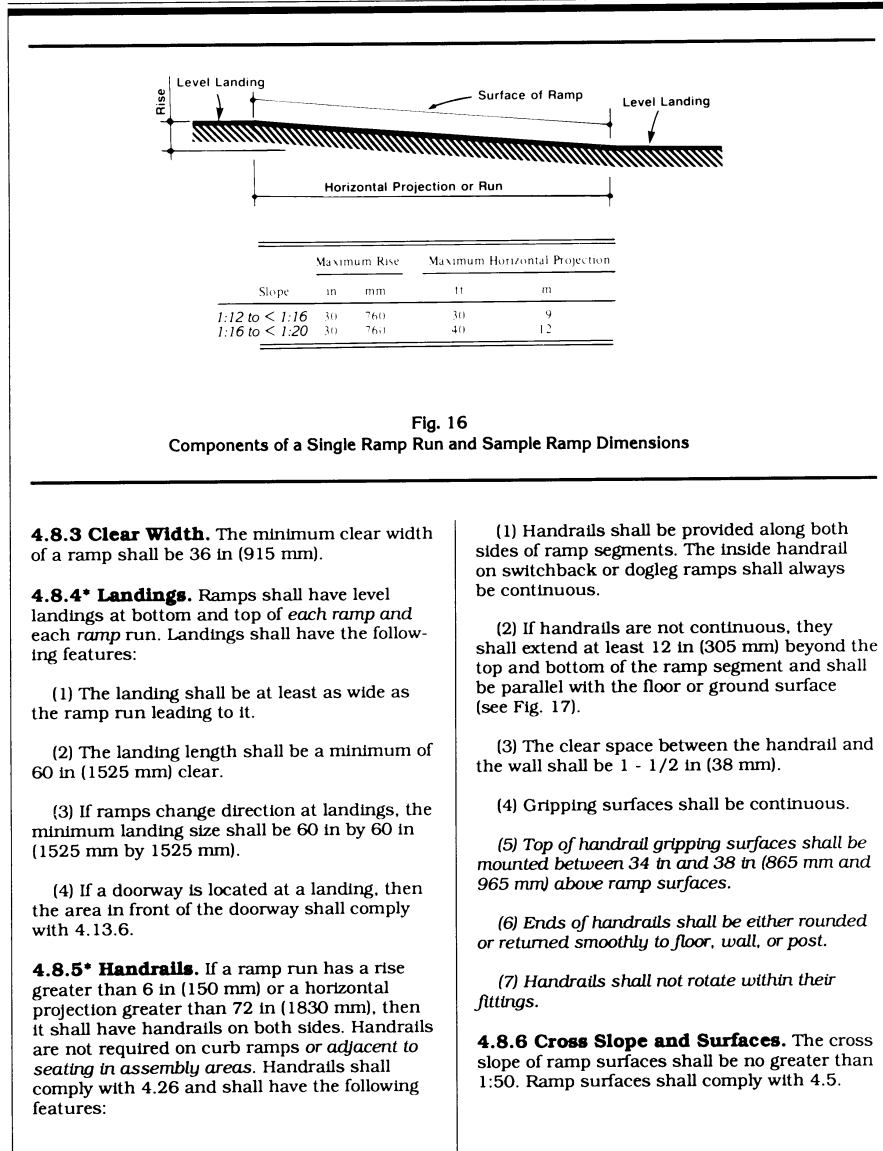 Rise
Level Landing
Surface of Ramp
Level Landing
Horizontal Projection or Run
Maximum Rise Maximum Horizontal Projection
Slope in mm ft m
1:12 to < 1:16 30 760 30 9
1:16 to < 1:20 30 760 40 12
Fig. 16
Components of a Single Ramp Run and Sample Ramp Dimensions
4.8.3 Clear Width. The minimum clear width
of a ramp shall be 36 in (915 mm).
4.8.4* Landings. Ramps shall have level
landings at bottom and top of each ramp and
each ramp run. Landings shall have the follow-
ing features:
(1) The landing shall be at least as wide as
the ramp run leading to it.
(2) The landing length shall be a minimum of
60 in (1525 mm) clear.
(3) If ramps change direction at landings, the
minimum landing size shall be 60 in by 60 in
(1525 mm by 1525 mm).
(4) If a doorway is located at a landing, then
the area in front of the doorway shall comply
with 4.13.6.
4.8.5* Handrails. If a ramp run has a rise
greater than 6 in (150 mm) or a horizontal
projection greater than 72 in (1830 mm), then
it shall have handrails on both sides. Handrails
are not required on curb ramps or adjacent to
seating in assembly areas. Handrails shall
comply with 4.26 and shall have the following
features:
(1) Handrails shall be provided along both
sides of ramp segments. The inside handrail
on switchback or dogleg ramps shall always
be continuous.
(2) If handrails are not continuous, they
shall extend at least 12 in (305 mm) beyond the
top and bottom of the ramp segment and shall
be parallel with the floor or ground surface
(see Fig. 17).
(3) The clear space between the handrail and
the wall shall be 1 - 1/2 in (38 mm).
(4) Gripping surfaces shall be continuous.
(5) Top of handrail gripping surfaces shall be
mounted between 34 in and 38 in (865 mm and
965 mm) above ramp surfaces.
(6) Ends of handrails shall be either rounded
or returned smoothly to floor, wall, or post.
(7) Handrails shall not rotate within their
fittings.
4.8.6 Cross Slope and Surfaces. The cross
slope of ramp surfaces shall be no greater than
1:50. Ramp surfaces shall comply with 4.5.